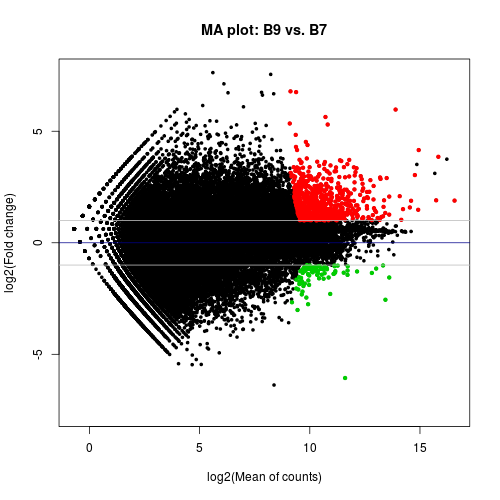 MA plot: B9 vs. B7
log2(Fold change)
5
0
-5
0 5 10 15
log2(Mean of counts)